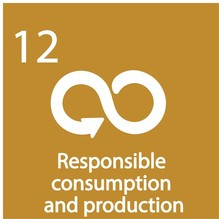 12
Responsible
consumption
and production